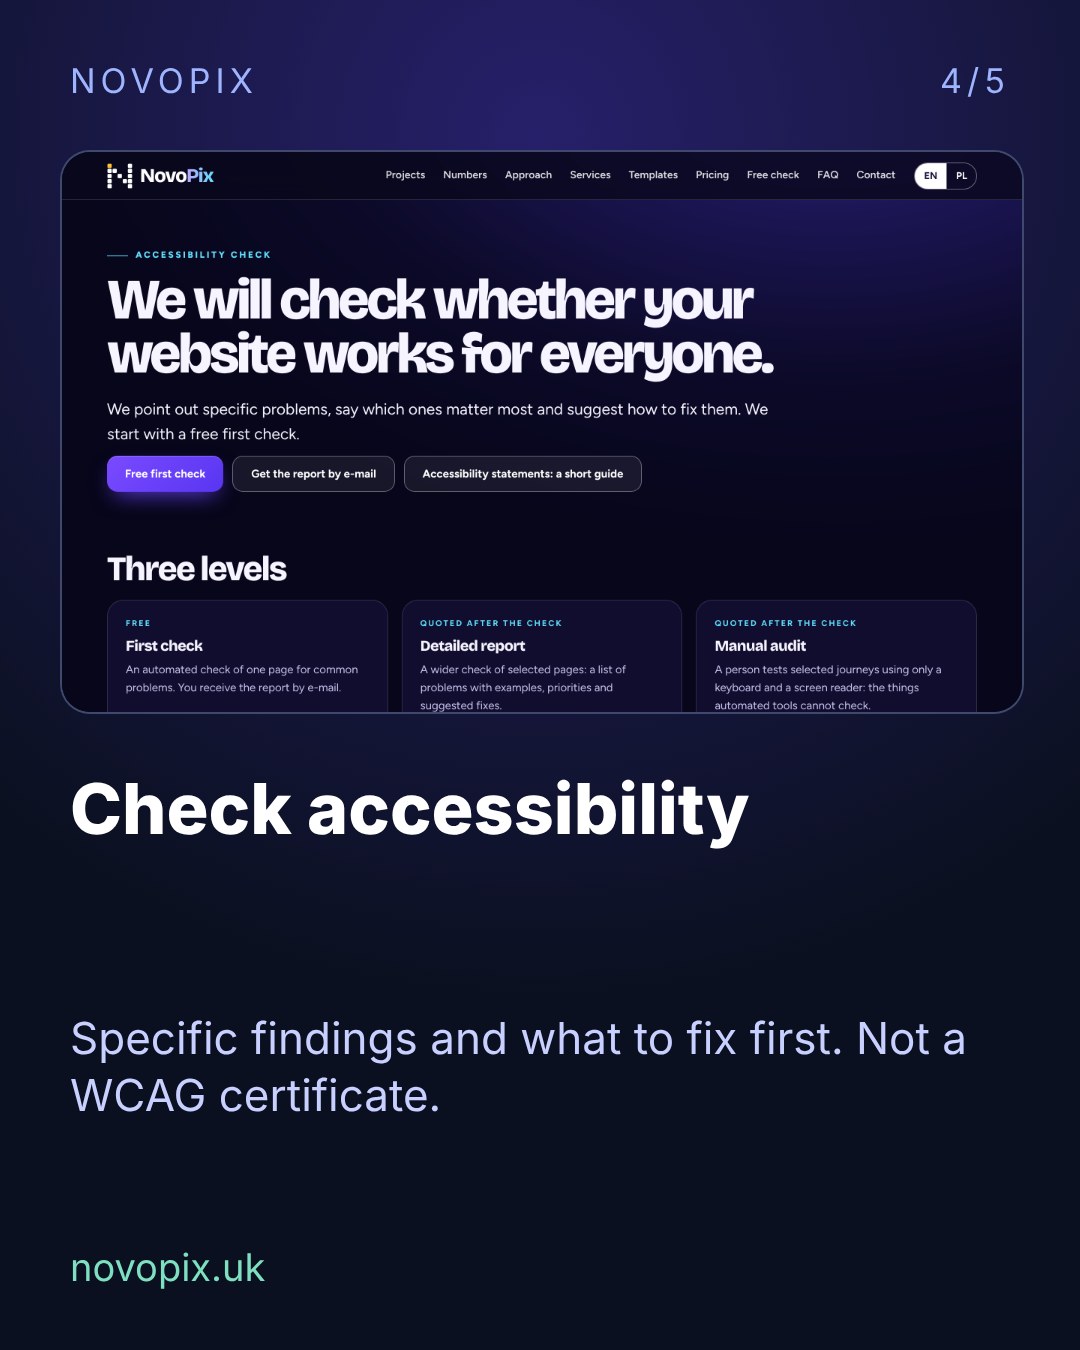 NOVOPIX
4/5
NovoPix
Projects Numbers Approach Services Templates Pricing Free check FAQ Contact EN PL
ACCESSIBILITY CHECK
We will check whether your
website works for everyone.
We point out specific problems, say which ones matter most and suggest how to fix them. We
start with a free first check.
Free first check
Get the report by e-mail
Accessibility statements: a short guide
Three levels
FREE
First check
An automated check of one page for common
problems. You receive the report by e-mail.
QUOTED AFTER THE CHECK
Detailed report
A wider check of selected pages: a list of
problems with examples, priorities and
suggested fixes.
QUOTED AFTER THE CHECK
Manual audit
A person tests selected journeys using only a
keyboard and a screen reader: the things
automated tools cannot check.
Check accessibility
Specific findings and what to fix first. Not a
WCAG certificate.
novopix.uk